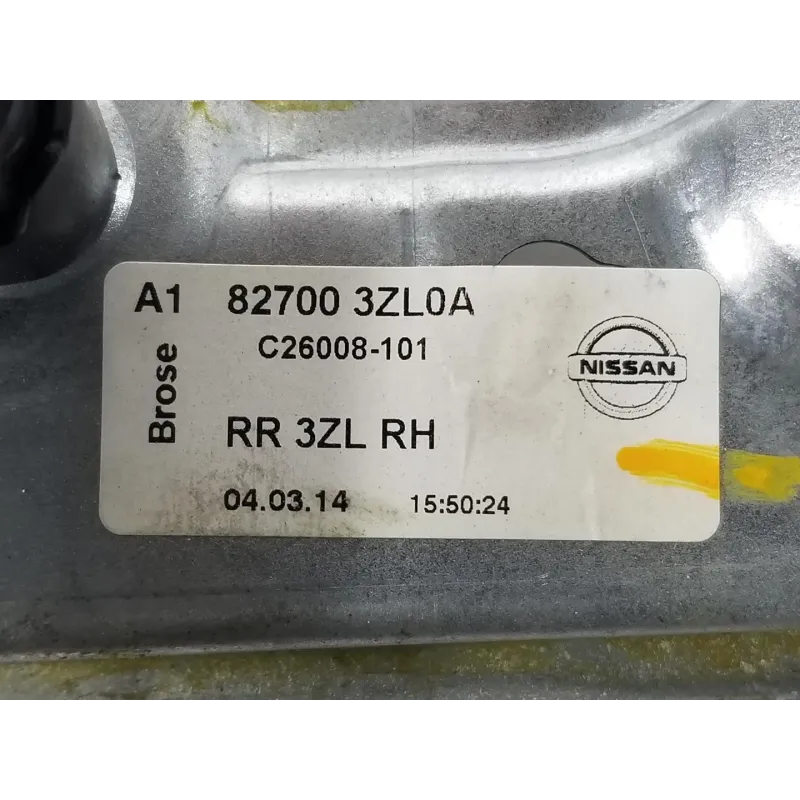 A1 82700 3ZL0A
C26008-101
Brose
NISSAN
RR 3ZL RH
04.03.14 15:50:24